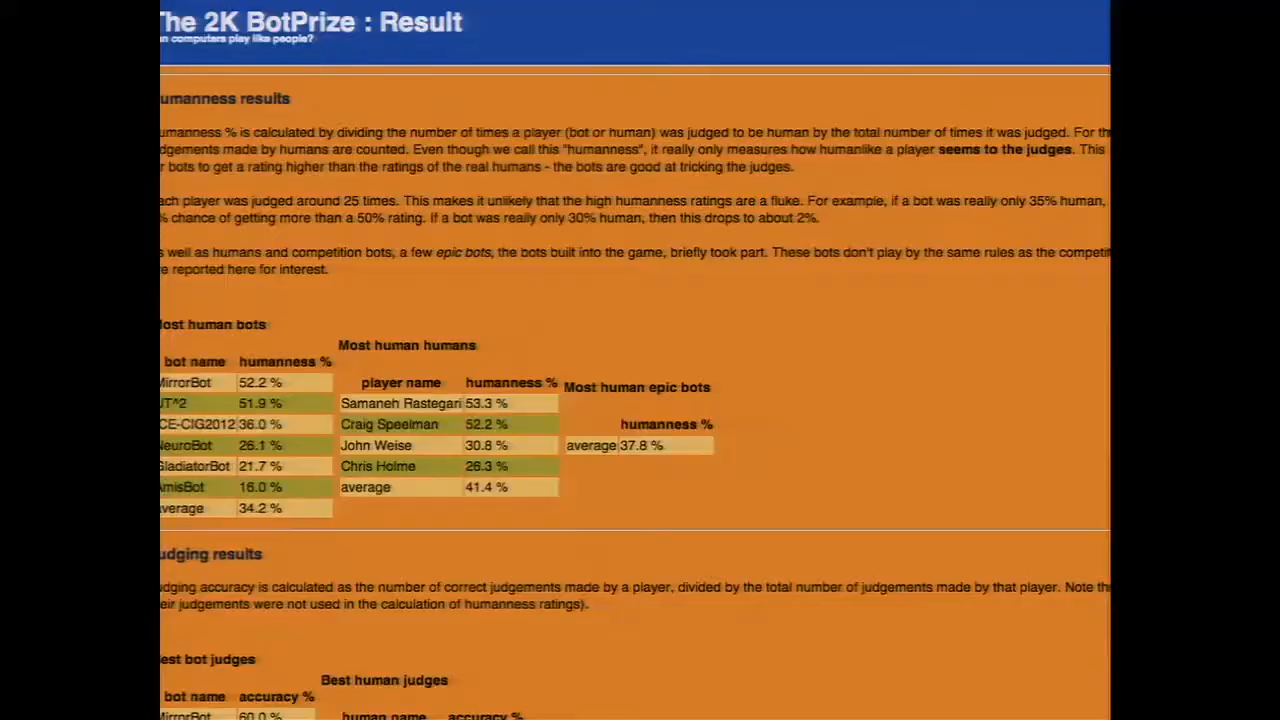 The 2K BotPrize : Result
an computers play like people?
umanness results
umanness % is calculated by dividing the number of times a player (bot or human) was judged to be human by the total number of times it was judged. For th
dgements made by humans are counted. Even though we call this "humanness", it really only measures how humanlike a player seems to the judges. This
r bots to get a rating higher than the ratings of the real humans - the bots are good at tricking the judges.
ach player was judged around 25 times. This makes it unlikely that the high humanness ratings are a fluke. For example, if a bot was really only 35% human,
% chance of getting more than a 50% rating. If a bot was really only 30% human, then this drops to about 2%.
s well as humans and competition bots, a few epic bots, the bots built into the game, briefly took part. These bots don't play by the same rules as the competit
e reported here for interest.
ost human bots
bot name humanness %
MirrorBot 52.2 %
UT^2 51.9 %
ICE-CIG2012 36.0 %
NeuroBot 26.1 %
GladiatorBot 21.7 %
AmisBot 16.0 %
average 34.2 %
Most human humans
player name humanness %
Samaneh Rastegari 53.3 %
Craig Speelman 52.2 %
John Weise 30.8 %
Chris Holme 26.3 %
average 41.4 %
Most human epic bots
humanness %
average 37.8 %
udging results
udging accuracy is calculated as the number of correct judgements made by a player, divided by the total number of judgements made by that player. Note th
eir judgements were not used in the calculation of humanness ratings).
est bot judges
bot name accuracy %
MirrorBot 60.0 %
Best human judges
human name accuracy %